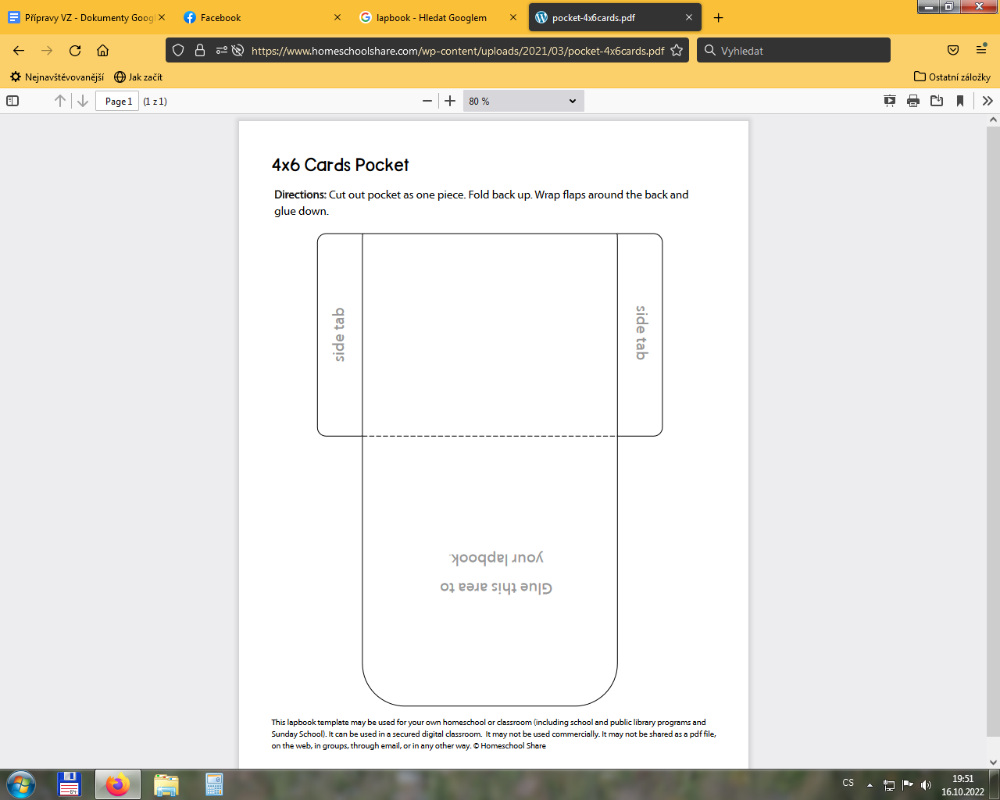 Přípravy VZ - Dokumenty Goog
Facebook
lapbook - Hledat Googlem
pocket-4x6cards.pdf
https://www.homeschoolshare.com/wp-content/uploads/2021/03/pocket-4x6cards.pdf
Vyhledat
Nejnavštěvovanější
Jak začít
Ostatní záložky
Page 1
(1 z 1)
80 %
4x6 Cards Pocket
Directions: Cut out pocket as one piece. Fold back up. Wrap flaps around the back and
glue down.
side tab
side tab
Glue this area to
your lapbook.
This lapbook template may be used for your own homeschool or classroom (including school and public library programs and
Sunday School). It can be used in a secured digital classroom. It may not be used commercially. It may not be shared as a pdf file,
on the web, in groups, through email, or in any other way. © Homeschool Share
64
CS
19:51
16.10.2022